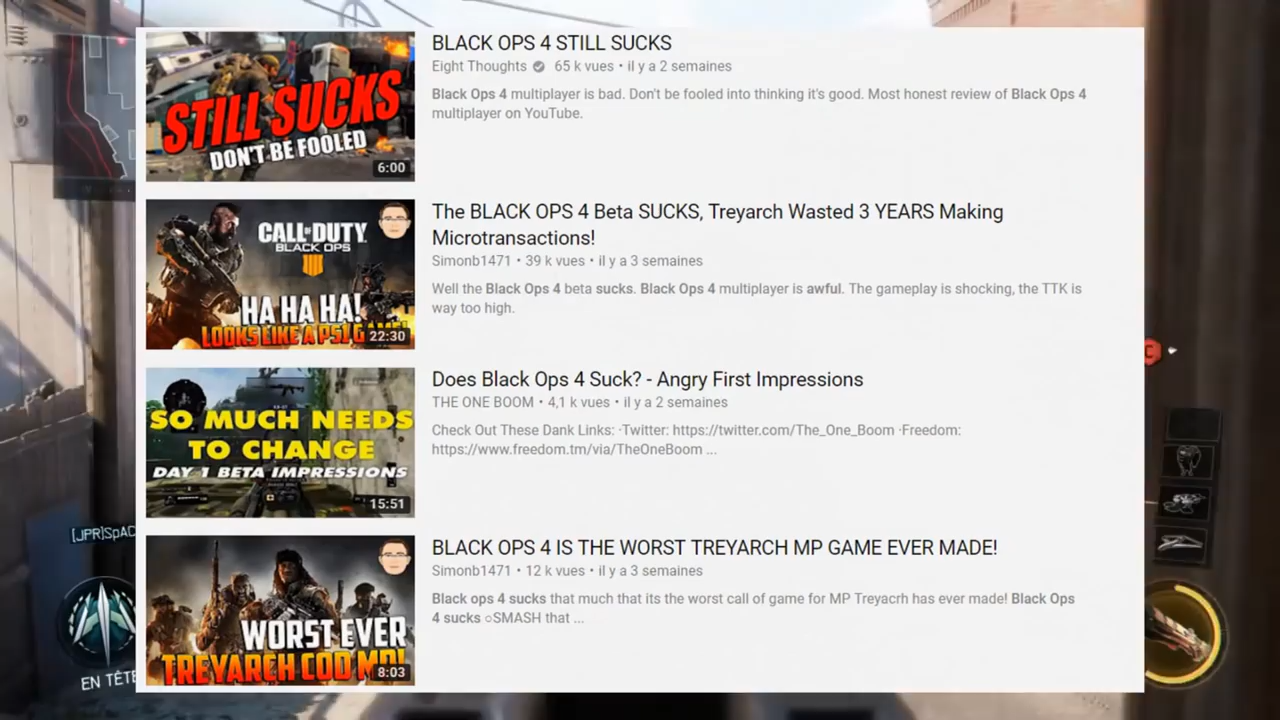 BLACK OPS 4 STILL SUCKS
Eight Thoughts 65 k vues • il y a 2 semaines
Black Ops 4 multiplayer is bad. Don't be fooled into thinking it's good. Most honest review of Black Ops 4
multiplayer on YouTube.
STILL SUCKS
DON'T BE FOOLED
6:00
The BLACK OPS 4 Beta SUCKS, Treyarch Wasted 3 YEARS Making
Microtransactions!
Simonb1471 • 39 k vues • il y a 3 semaines
Well the Black Ops 4 beta sucks. Black Ops 4 multiplayer is awful. The gameplay is shocking, the TTK is
way too high.
CALL OF DUTY
BLACK OPS
HA HA HA!
LOOKS LIKE A PS1 GAME!
22:30
Does Black Ops 4 Suck? - Angry First Impressions
THE ONE BOOM • 4,1 k vues • il y a 2 semaines
Check Out These Dank Links: ·Twitter: https://twitter.com/The_One_Boom ·Freedom:
https://www.freedom.tm/via/TheOneBoom ...
SO MUCH NEEDS
TO CHANGE
DAY 1 BETA IMPRESSIONS
15:51
BLACK OPS 4 IS THE WORST TREYARCH MP GAME EVER MADE!
Simonb1471 • 12 k vues • il y a 3 semaines
Black ops 4 sucks that much that its the worst call of game for MP Treyacrh has ever made! Black Ops
4 sucks ○SMASH that ...
WORST EVER
TREYARCH COD MP!
8:03
[JPR]SpAC
EN TÊTE
C